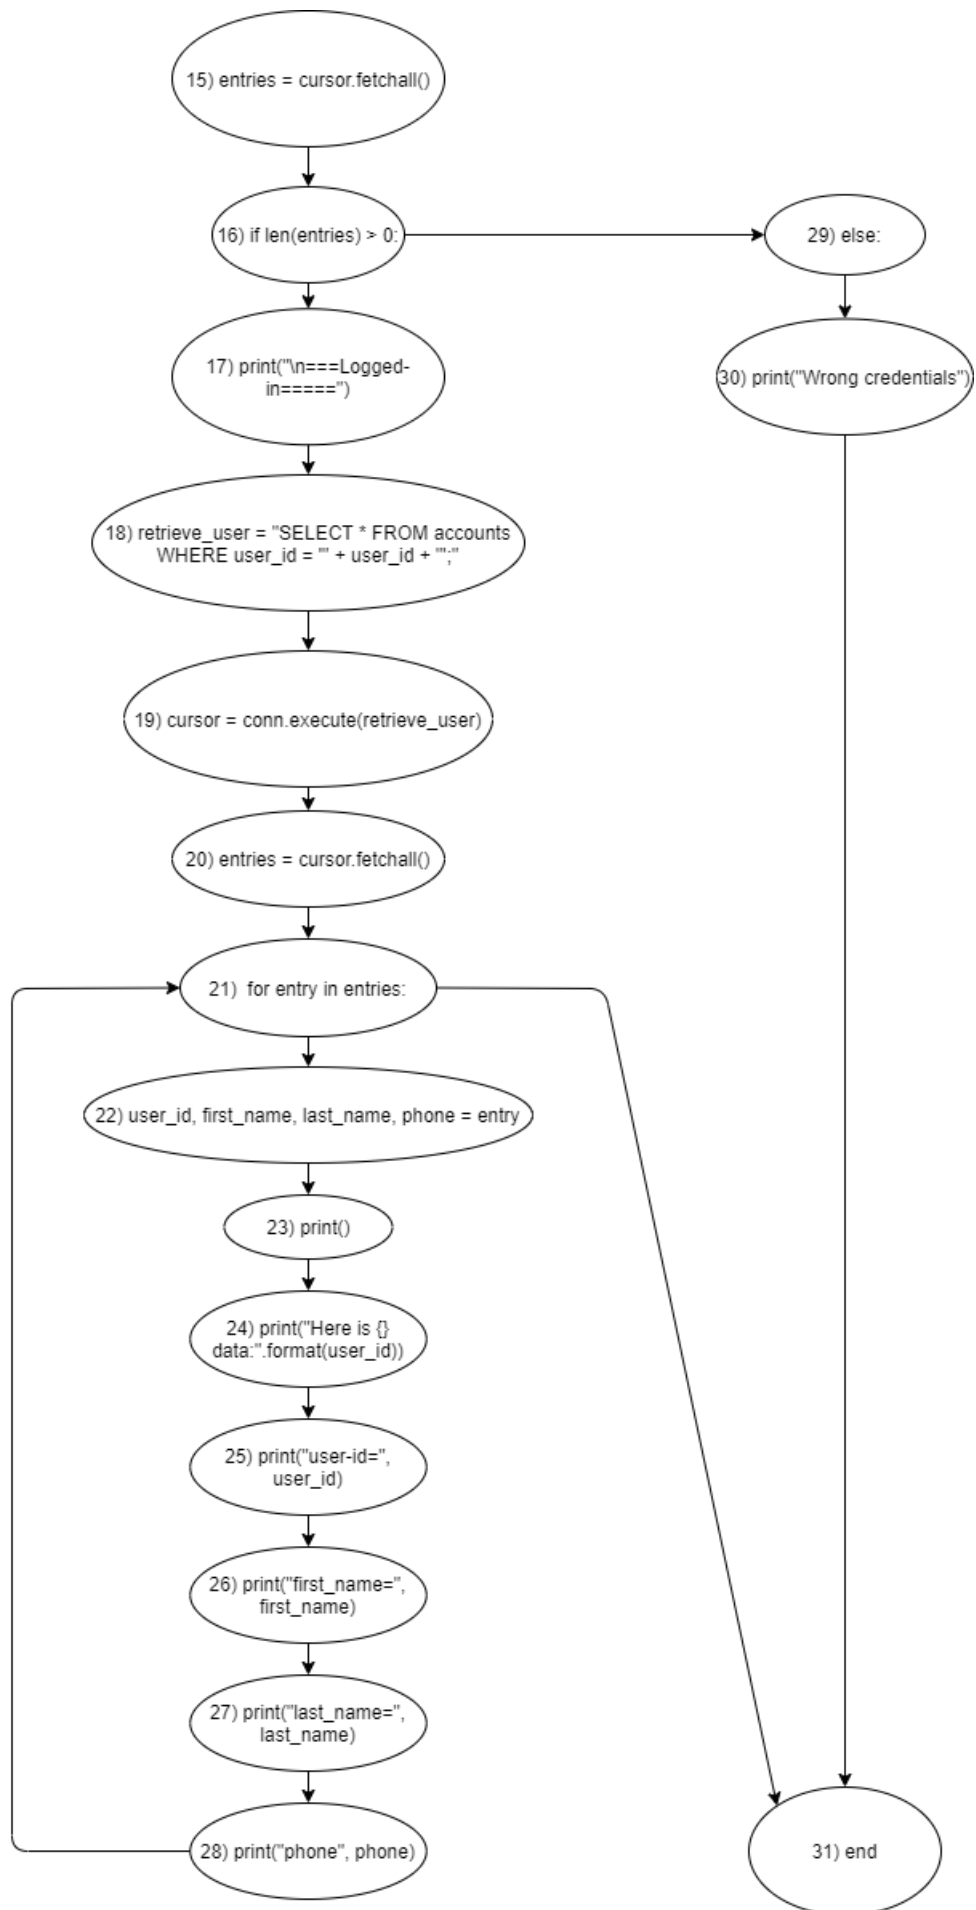 15) entries = cursor.fetchall()
16) if len(entries) > 0:
29) else:
17) print("\n===Logged-
in=====")
30) print("Wrong credentials")
18) retrieve_user = "SELECT * FROM accounts
WHERE user_id = '" + user_id + "';"
19) cursor = conn.execute(retrieve_user)
20) entries = cursor.fetchall()
21)  for entry in entries:
22) user_id, first_name, last_name, phone = entry
23) print()
24) print("Here is {}
data:".format(user_id))
25) print("user-id=",
user_id)
26) print("first_name=",
first_name)
27) print("last_name=",
last_name)
28) print("phone", phone)
31) end